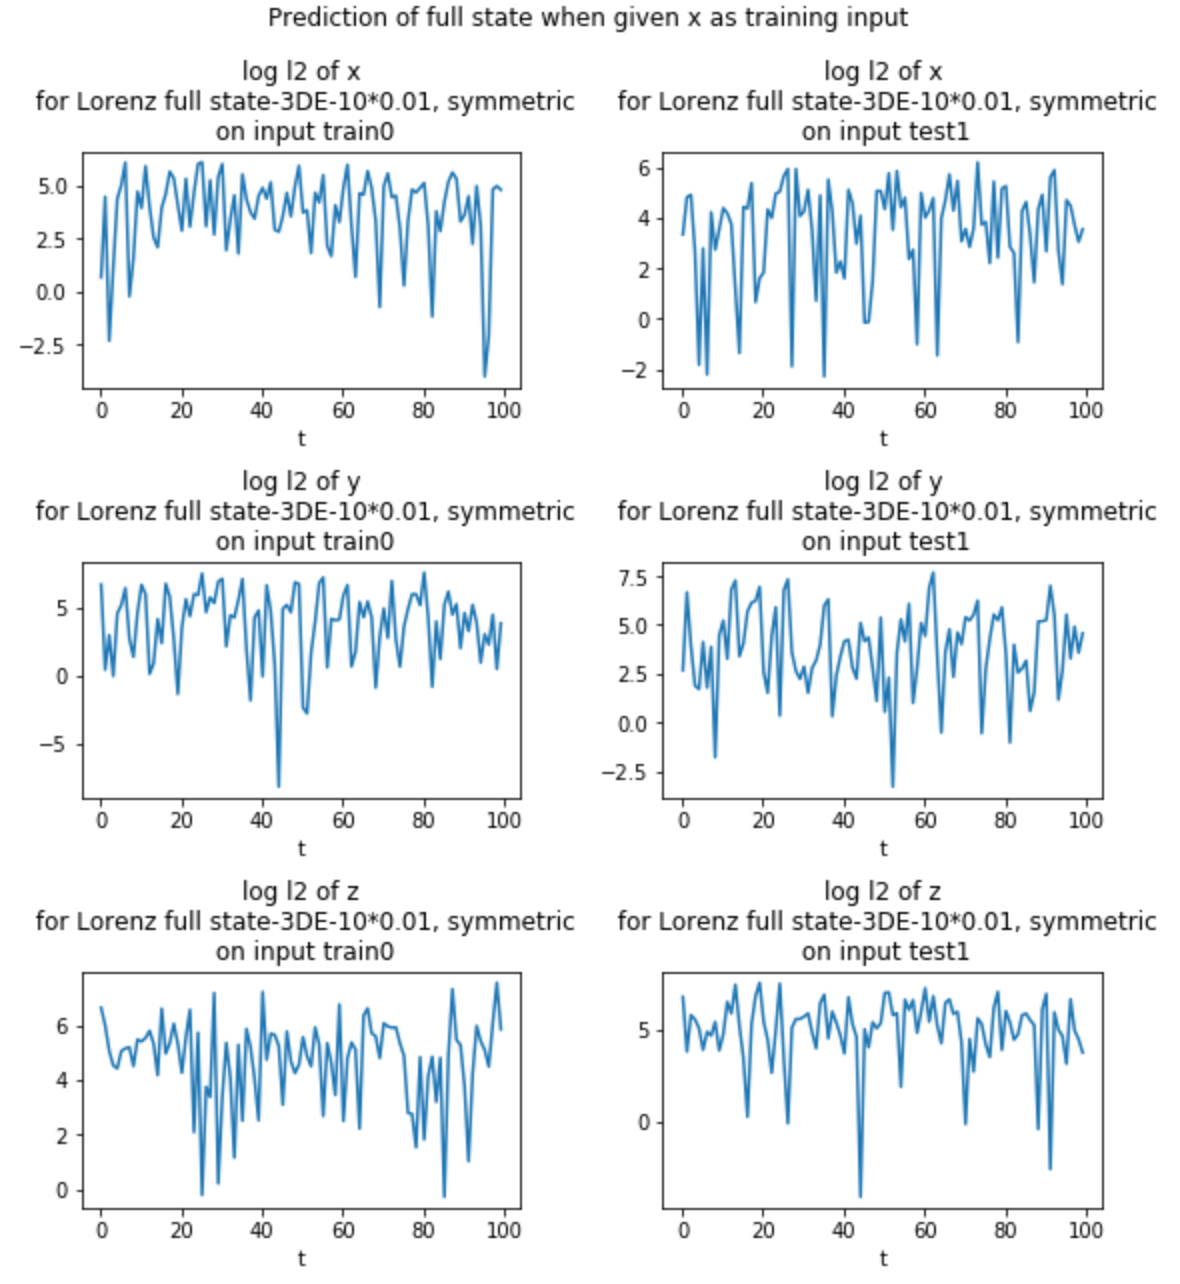 Prediction of full state when given x as training input
log l2 of x
for Lorenz full state-3DE-10*0.01, symmetric
on input train0
5.0
2.5
0.0
−2.5
0
20
40
60
80
100
t
log l2 of x
for Lorenz full state-3DE-10*0.01, symmetric
on input test1
6
4
2
0
−2
0
20
40
60
80
100
t
log l2 of y
for Lorenz full state-3DE-10*0.01, symmetric
on input train0
5
0
−5
0
20
40
60
80
100
t
log l2 of y
for Lorenz full state-3DE-10*0.01, symmetric
on input test1
7.5
5.0
2.5
0.0
−2.5
0
20
40
60
80
100
t
log l2 of z
for Lorenz full state-3DE-10*0.01, symmetric
on input train0
6
4
2
0
0
20
40
60
80
100
t
log l2 of z
for Lorenz full state-3DE-10*0.01, symmetric
on input test1
5
0
0
20
40
60
80
100
t